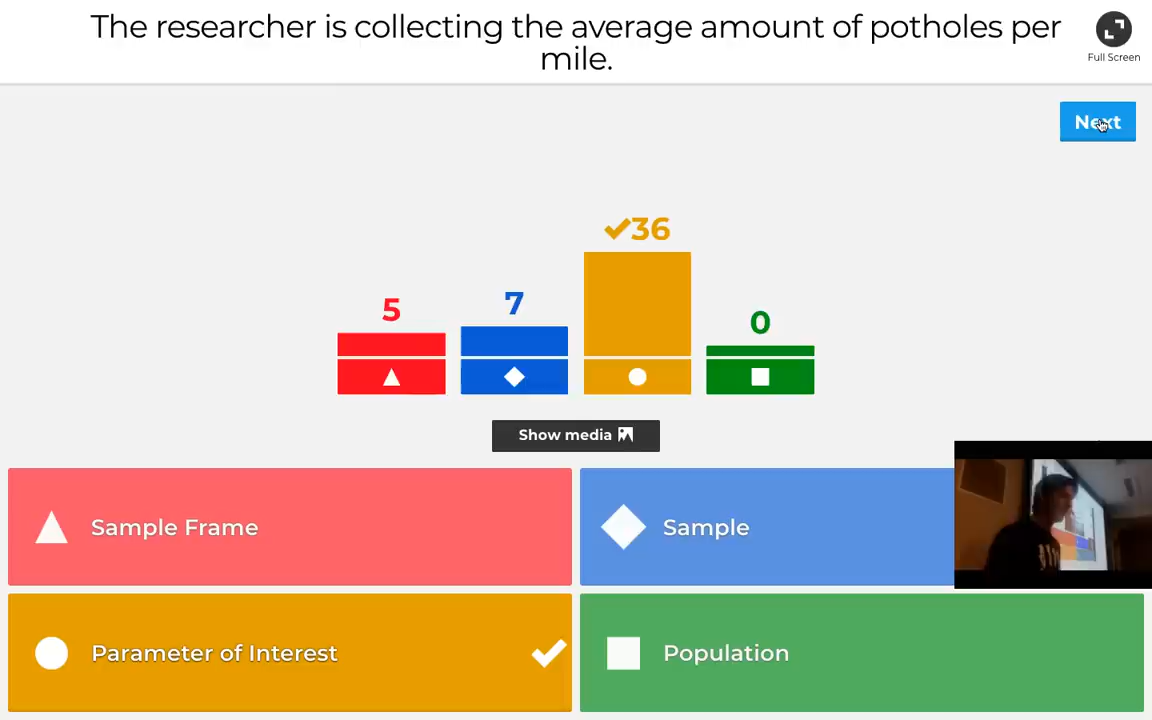 The researcher is collecting the average amount of potholes per
mile.
Full Screen
Next
5
7
36
0
Show media
Sample Frame
Sample
Parameter of Interest
Population